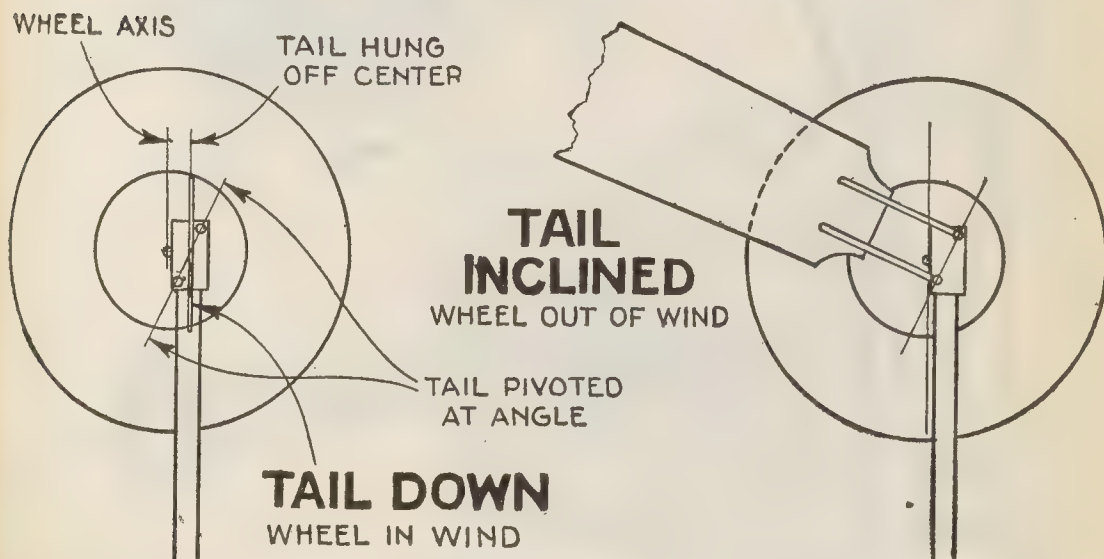 WHEEL AXIS
TAIL HUNG
OFF CENTER
TAIL
INCLINED
WHEEL OUT OF WIND
TAIL PIVOTED
AT ANGLE
TAIL DOWN
WHEEL IN WIND